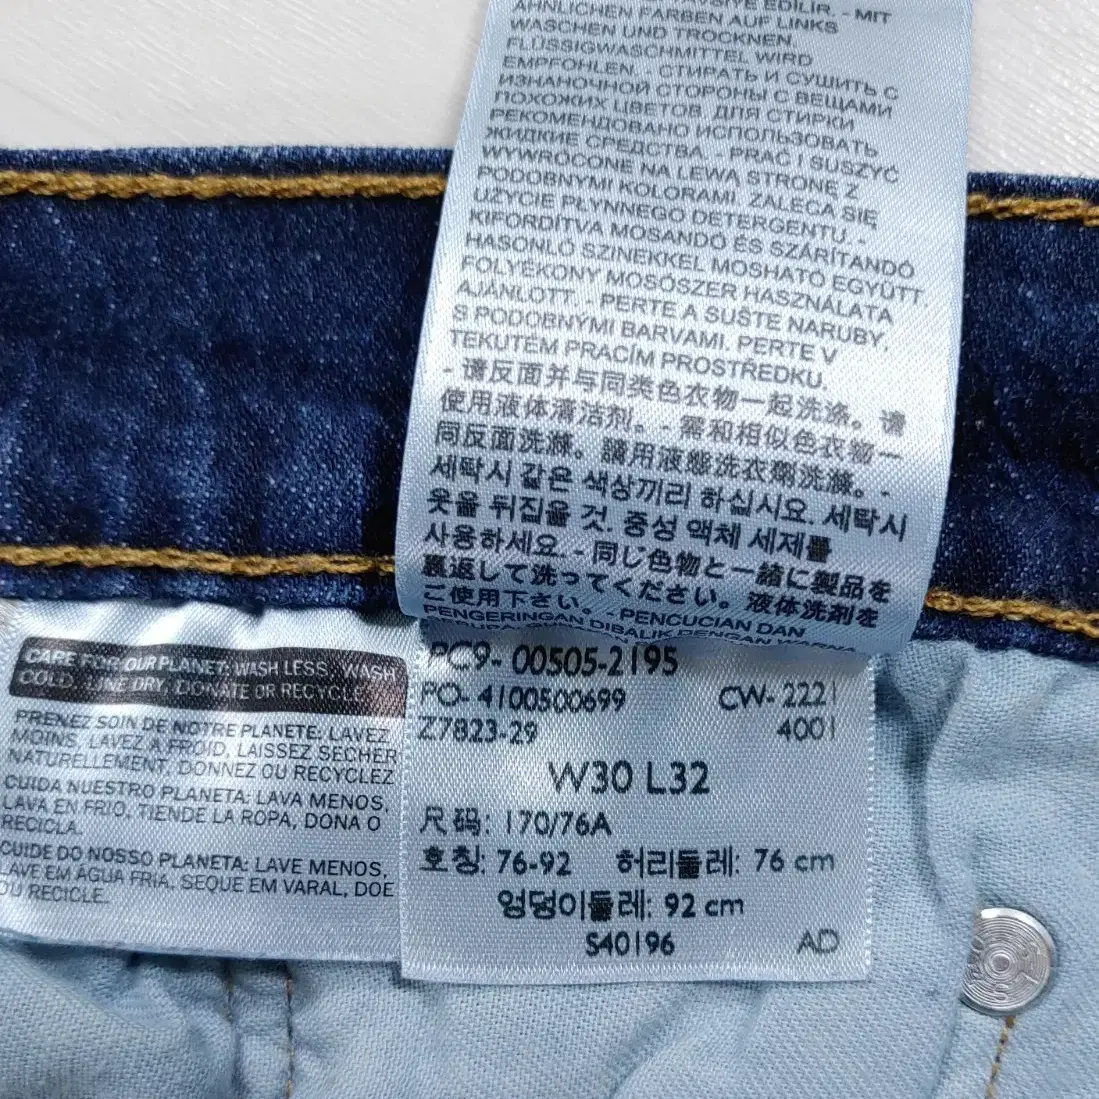 EDİLİR. - MIT
ÄHNLICHEN FARBEN AUF LINKS
WASCHEN UND TROCKNEN.
FLÜSSIGWASCHMITTEL WIRD
EMPFOHLEN. - СТИРАТЬ И СУШИТЬ С
ИЗНАНОЧНОЙ СТОРОНЫ С ВЕЩАМИ
ПОХОЖИХ ЦВЕТОВ. ДЛЯ СТИРКИ
РЕКОМЕНДОВАНО ИСПОЛЬЗОВАТЬ
ЖИДКИЕ СРЕДСТВА. - PRAĆ I SUSZYĆ
WYWRÓCONE NA LEWĄ STRONĘ Z
PODOBNYMI KOLORAMI. ZALECA SIĘ
UŻYCIE PŁYNNEGO DETERGENTU. -
KIFORDÍTVA MOSANDÓ ÉS SZÁRÍTANDÓ
HASONLÓ SZINEKKEL MOSHATÓ EGYÜTT.
FOLYÉKONY MOSÓSZER HASZNÁLATA
AJÁNLOTT. - PERTE A SUŠTE NARUBY,
S PODOBNYMI BARVAMI. PERTE V
TEKUTÉM PRACÍM PROSTŘEDKU.
- 请反面并与同类色衣物一起洗涤。请
使用液体清洁剂。- 需和相似色衣物一
同反面洗滌。請用液態洗衣劑洗滌。-
세탁시 같은 색상끼리 하십시요. 세탁시
옷을 뒤집을 것. 중성 액체 세제를
사용하세요. - 同じ色物と一緒に製品を
裏返して洗ってください。液体洗剤を
ご使用下さい。- PENCUCIAN DAN
PENGERINGAN DIBALIK DENGAN WARNA
CARE FOR OUR PLANET: WASH LESS, WASH
COLD, LINE DRY, DONATE OR RECYCLE.
PRENEZ SOIN DE NOTRE PLANETE: LAVEZ
MOINS, LAVEZ A FROID, LAISSEZ SECHER
NATURELLEMENT, DONNEZ OU RECYCLEZ
CUIDA NUESTRO PLANETA: LAVA MENOS,
LAVA EN FRIO, TIENDE LA ROPA, DONA O
RECICLA.
CUIDE DO NOSSO PLANETA: LAVE MENOS,
LAVE EM ÁGUA FRIA, SEQUE EM VARAL, DOE
OU RECICLE.
PC9- 00505-2195
PO- 4100500699 CW- 2221
Z7823-29 4001
W30 L32
尺码: 170/76A
호칭: 76-92 허리둘레: 76 cm
엉덩이둘레: 92 cm
S40196 AD